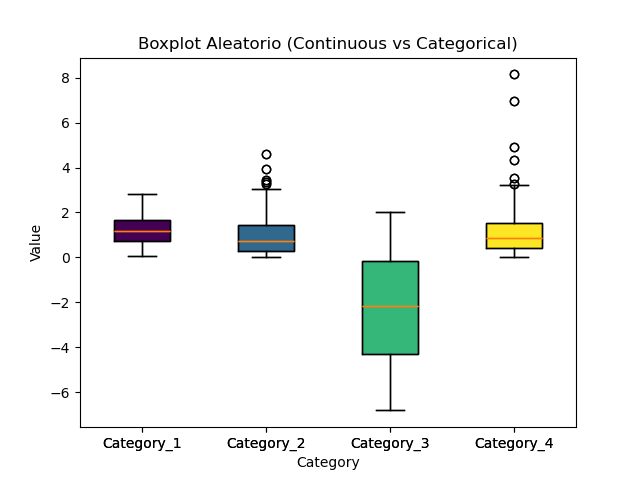 Boxplot Aleatorio (Continuous vs Categorical)
Value
8
6
4
2
0
−2
−4
−6
Category_1 Category_2 Category_3 Category_4
Category